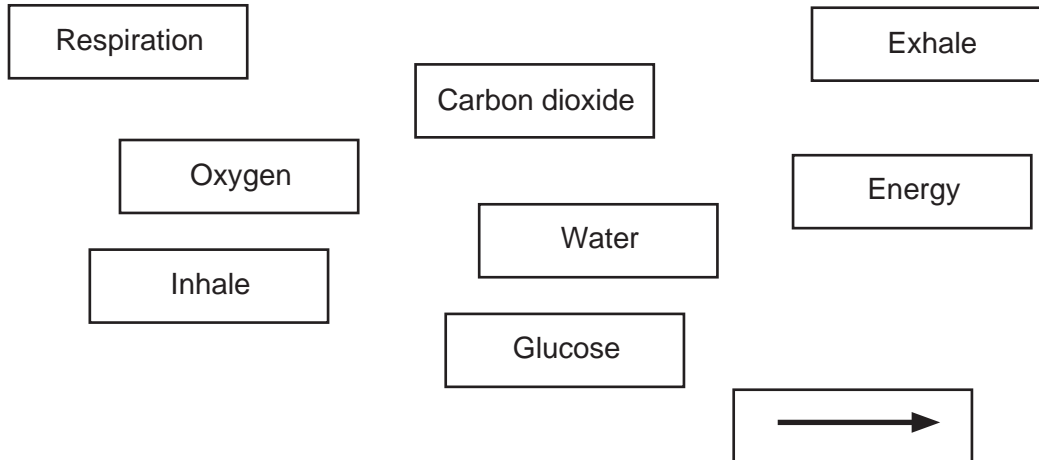 Respiration
Exhale
Carbon dioxide
Oxygen
Energy
Water
Inhale
Glucose